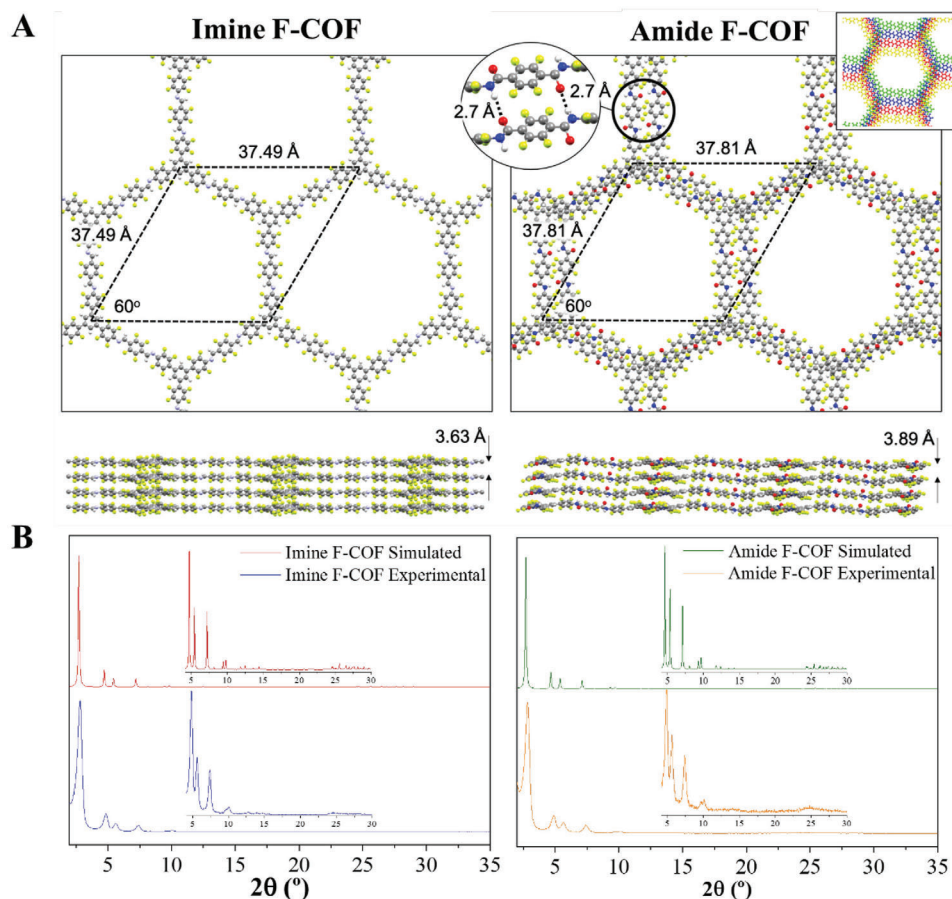 A
Imine F-COF
Amide F-COF
2.7 Å
2.7 Å
37.49 Å
37.49 Å
60º
37.81 Å
37.81 Å
60º
3.63 Å
3.89 Å
B
Imine F-COF Simulated
Imine F-COF Experimental
5 10 15 20 25 30
5 10 15 20 25 30
5 10 15 20 25 30 35
2θ (º)
Amide F-COF Simulated
Amide F-COF Experimental
5 10 15 20 25 30
5 10 15 20 25 30
5 10 15 20 25 30 35
2θ (º)